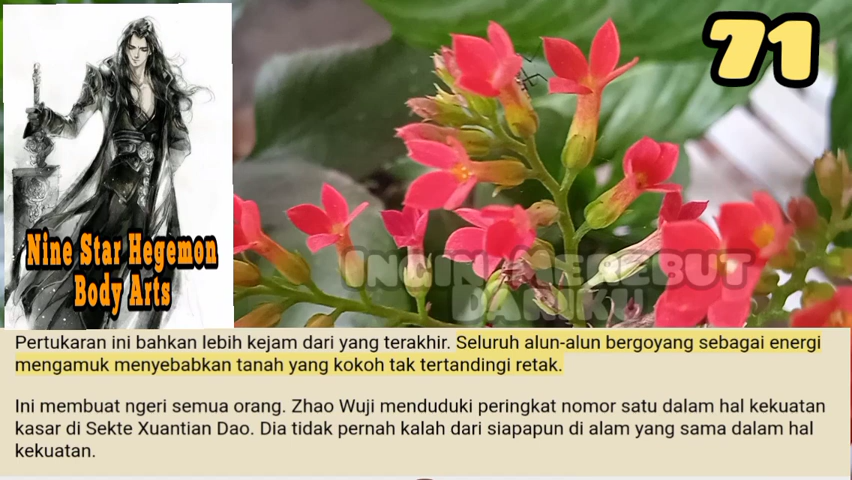 71
Nine Star Hegemon
Body Arts
INGIN MEREBUT
DARIKU
Pertukaran ini bahkan lebih kejam dari yang terakhir. Seluruh alun-alun bergoyang sebagai energi
mengamuk menyebabkan tanah yang kokoh tak tertandingi retak.
Ini membuat ngeri semua orang. Zhao Wuji menduduki peringkat nomor satu dalam hal kekuatan
kasar di Sekte Xuantian Dao. Dia tidak pernah kalah dari siapapun di alam yang sama dalam hal
kekuatan.